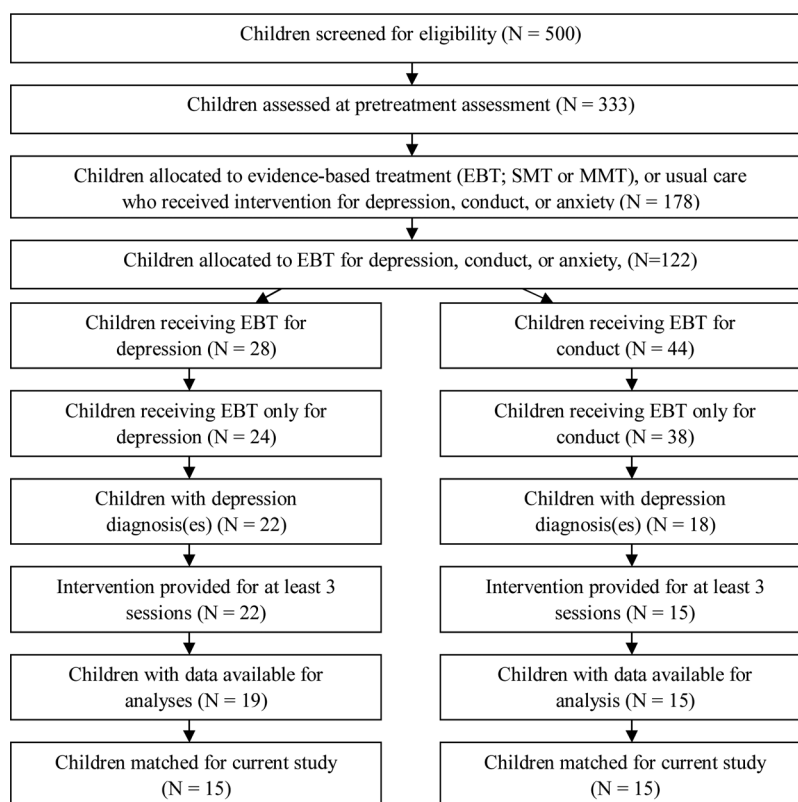 Children screened for eligibility (N = 500)
Children assessed at pretreatment assessment (N = 333)
Children allocated to evidence-based treatment (EBT; SMT or MMT), or usual care
who received intervention for depression, conduct, or anxiety (N = 178)
Children allocated to EBT for depression, conduct, or anxiety, (N=122)
Children receiving EBT for
depression (N = 28)
Children receiving EBT for
conduct (N = 44)
Children receiving EBT only for
depression (N = 24)
Children receiving EBT only for
conduct (N = 38)
Children with depression
diagnosis(es) (N = 22)
Children with depression
diagnosis(es) (N = 18)
Intervention provided for at least 3
sessions (N = 22)
Intervention provided for at least 3
sessions (N = 15)
Children with data available for
analyses (N = 19)
Children with data available for
analysis (N = 15)
Children matched for current study
(N = 15)
Children matched for current study
(N = 15)